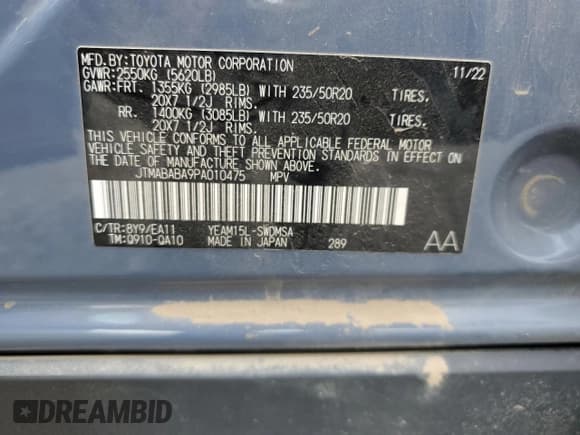 MFD.BY:TOYOTA MOTOR CORPORATION 11/22
GVWR:2550KG (5620LB)
GAWR:FRT. 1355KG (2985LB) WITH 235/50R20 TIRES.
20X7 1/2J RIMS.
RR. 1400KG (3085LB) WITH 235/50R20 TIRES.
20X7 1/2J RIMS.
THIS VEHICLE CONFORMS TO ALL APPLICABLE FEDERAL MOTOR
VEHICLE SAFETY AND THEFT PREVENTION STANDARDS IN EFFECT ON
THE DATE OF MANUFACTURE SHOWN ABOVE.
JTMABABA9PA010475 MPV
C/TR:8Y9/EA11 YEAM15L-SWDMSA
TM:Q910-QA10 MADE IN JAPAN 289 AA
DREAMBID